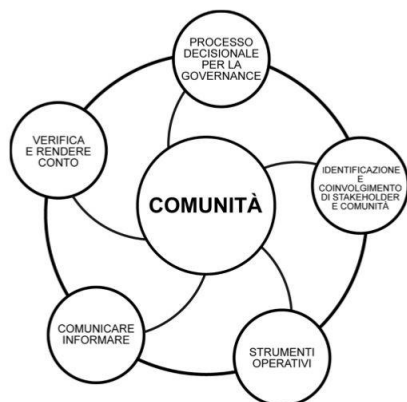 PROCESSO
DECISIONALE
PER LA
GOVERNANCE
VERIFICA
E RENDERE
CONTO
IDENTIFICAZIONE
E
COINVOLGIMENTO
DI STAKEHOLDER
E COMUNITÀ
COMUNITÀ
COMUNICARE
INFORMARE
STRUMENTI
OPERATIVI